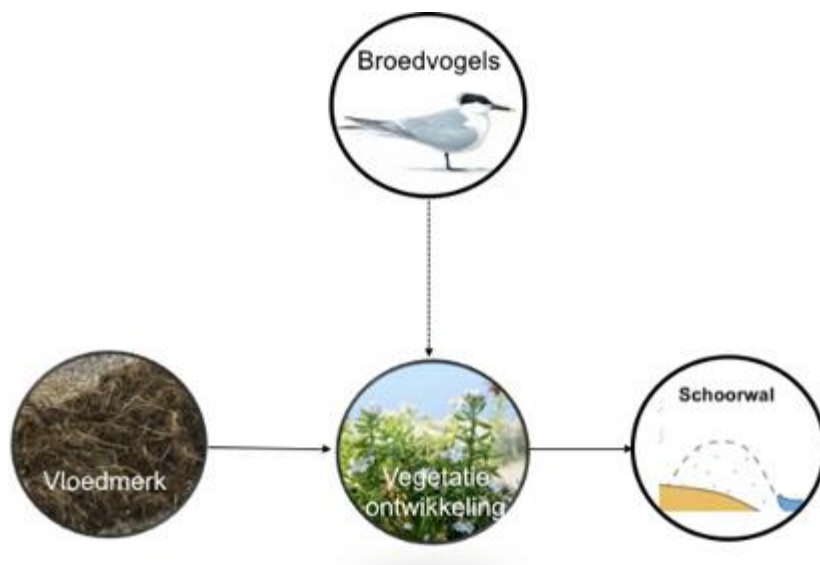 Broedvogels
Vloedmerk
Vegetatie
ontwikkeling
Schoorwal